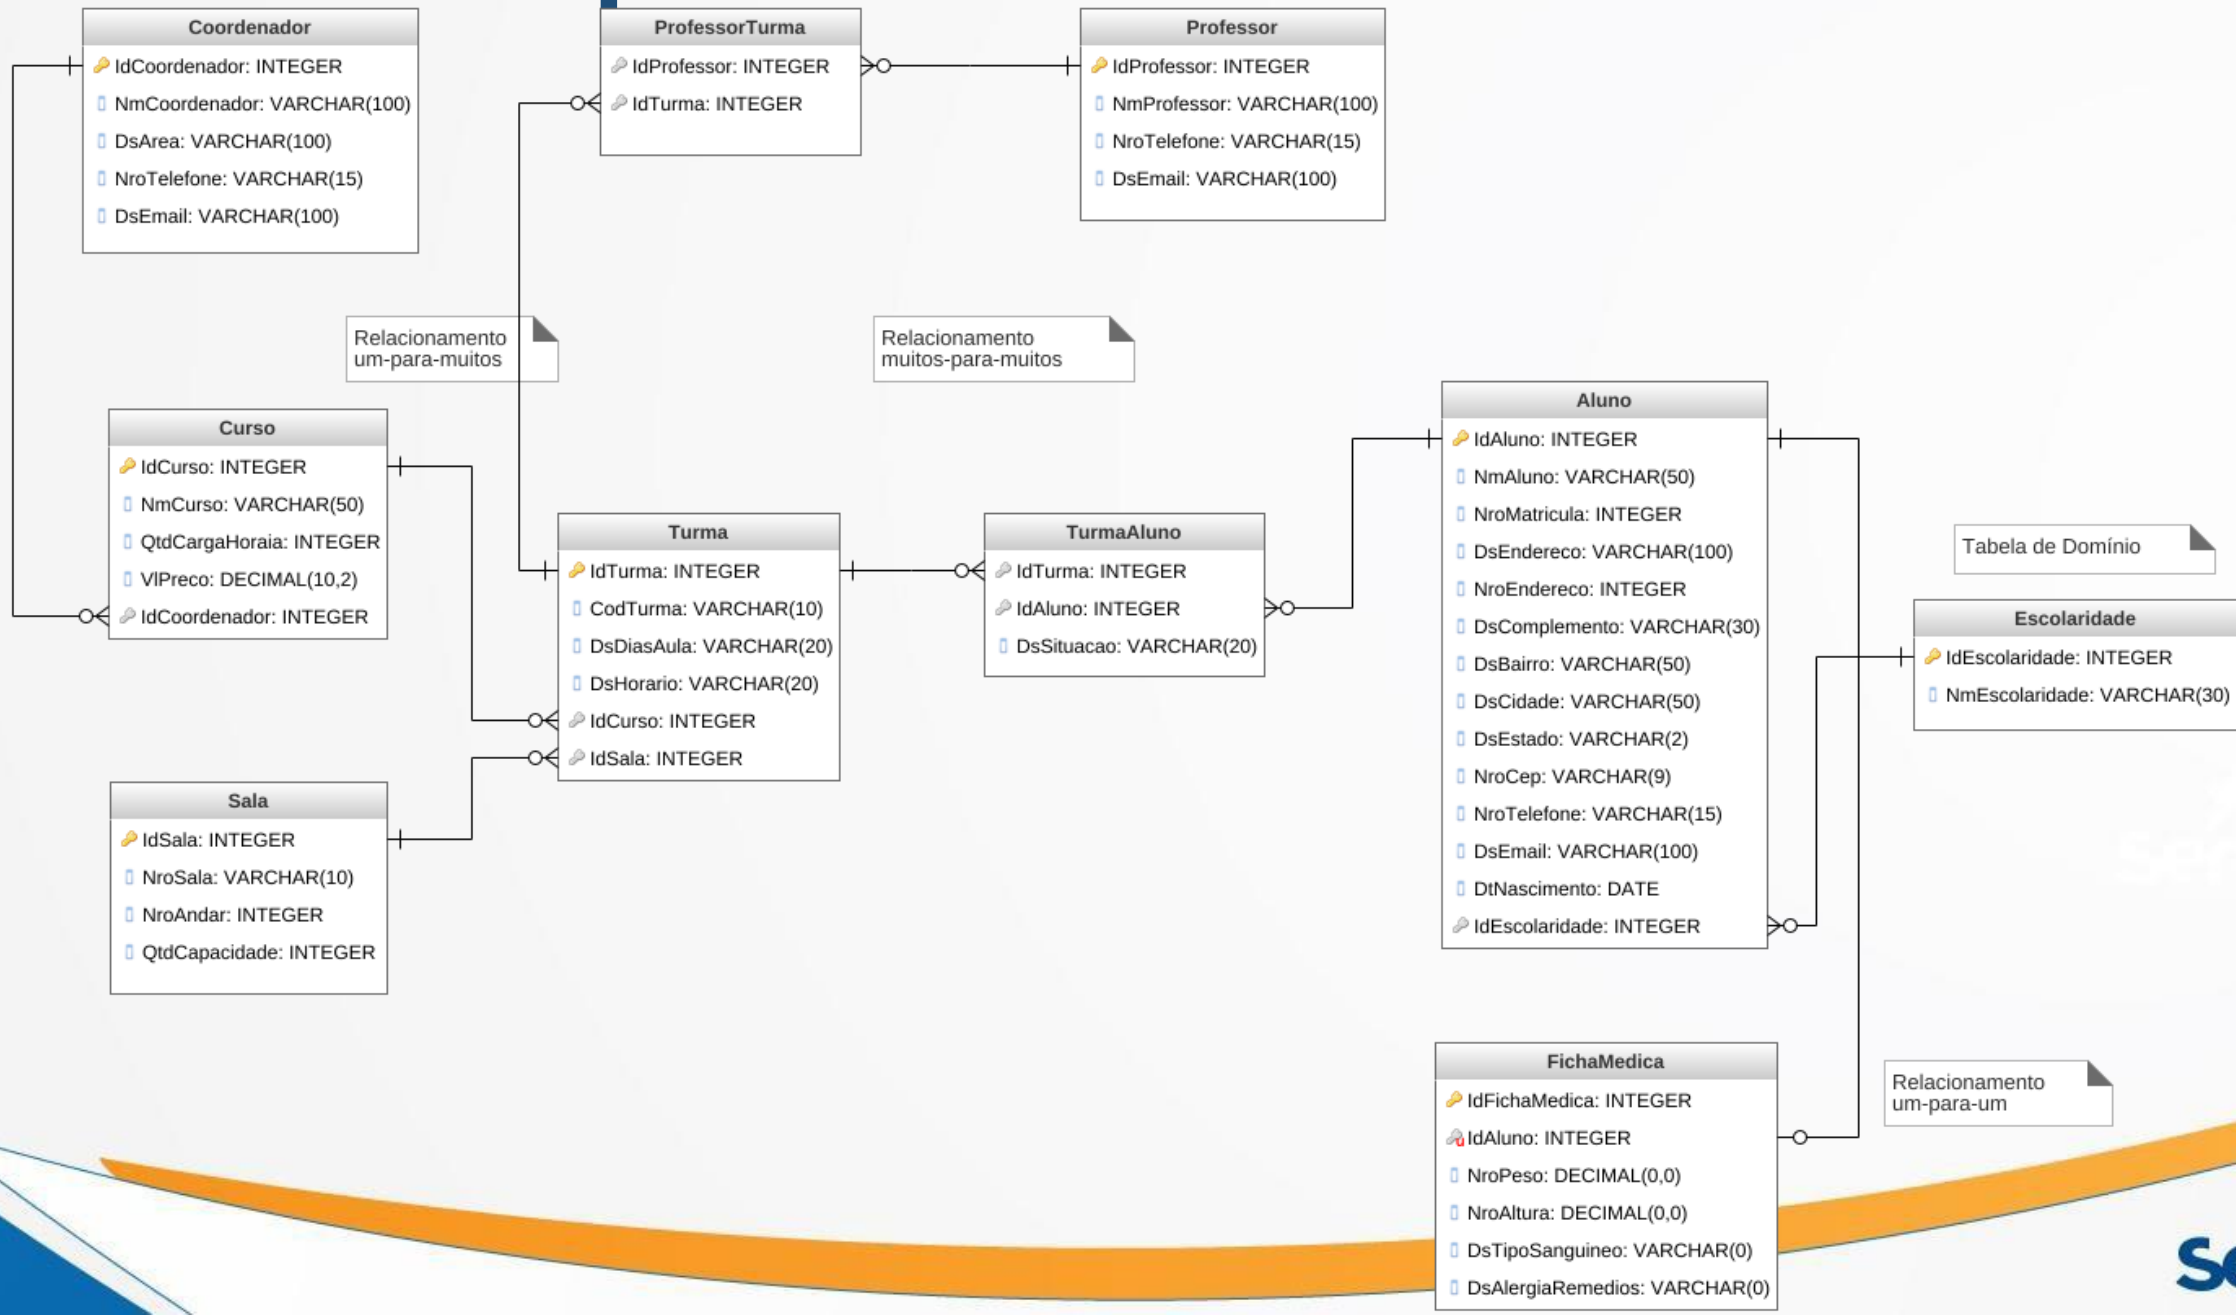 Coordenador
IdCoordenador: INTEGER
NmCoordenador: VARCHAR(100)
DsArea: VARCHAR(100)
NroTelefone: VARCHAR(15)
DsEmail: VARCHAR(100)
ProfessorTurma
IdProfessor: INTEGER
IdTurma: INTEGER
Professor
IdProfessor: INTEGER
NmProfessor: VARCHAR(100)
NroTelefone: VARCHAR(15)
DsEmail: VARCHAR(100)
Relacionamento
um-para-muitos
Relacionamento
muitos-para-muitos
Curso
IdCurso: INTEGER
NmCurso: VARCHAR(50)
QtdCargaHoraia: INTEGER
VlPreco: DECIMAL(10,2)
IdCoordenador: INTEGER
Turma
IdTurma: INTEGER
CodTurma: VARCHAR(10)
DsDiasAula: VARCHAR(20)
DsHorario: VARCHAR(20)
IdCurso: INTEGER
IdSala: INTEGER
TurmaAluno
IdTurma: INTEGER
IdAluno: INTEGER
DsSituacao: VARCHAR(20)
Aluno
IdAluno: INTEGER
NmAluno: VARCHAR(50)
NroMatricula: INTEGER
DsEndereco: VARCHAR(100)
NroEndereco: INTEGER
DsComplemento: VARCHAR(30)
DsBairro: VARCHAR(50)
DsCidade: VARCHAR(50)
DsEstado: VARCHAR(2)
NroCep: VARCHAR(9)
NroTelefone: VARCHAR(15)
DsEmail: VARCHAR(100)
DtNascimento: DATE
IdEscolaridade: INTEGER
Tabela de Domínio
Escolaridade
IdEscolaridade: INTEGER
NmEscolaridade: VARCHAR(30)
Sala
IdSala: INTEGER
NroSala: VARCHAR(10)
NroAndar: INTEGER
QtdCapacidade: INTEGER
FichaMedica
IdFichaMedica: INTEGER
IdAluno: INTEGER
NroPeso: DECIMAL(0,0)
NroAltura: DECIMAL(0,0)
DsTipoSanguineo: VARCHAR(0)
DsAlergiaRemedios: VARCHAR(0)
Relacionamento
um-para-um